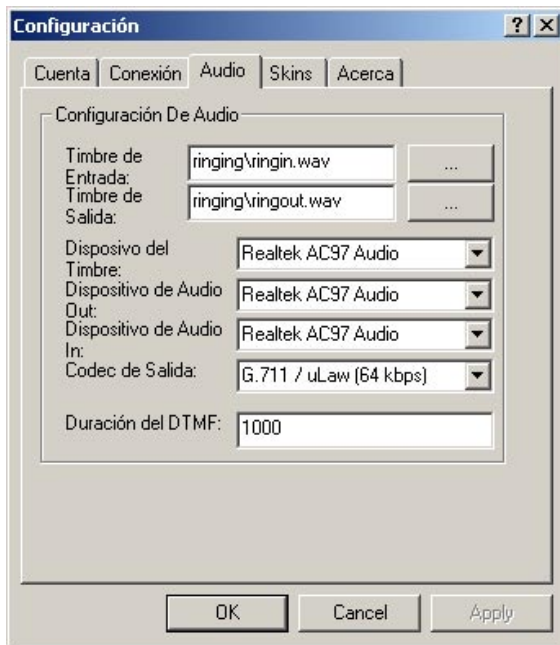 Configuración
Cuenta Conexión Audio Skins Acerca
Configuración De Audio
Timbre de Entrada: ringing\ringin.wav ...
Timbre de Salida: ringing\ringout.wav ...
Disposivo del Timbre: Realtek AC97 Audio
Dispositivo de Audio Out: Realtek AC97 Audio
Dispositivo de Audio In: Realtek AC97 Audio
Codec de Salida: G.711 / uLaw (64 kbps)
Duración del DTMF: 1000
OK Cancel Apply